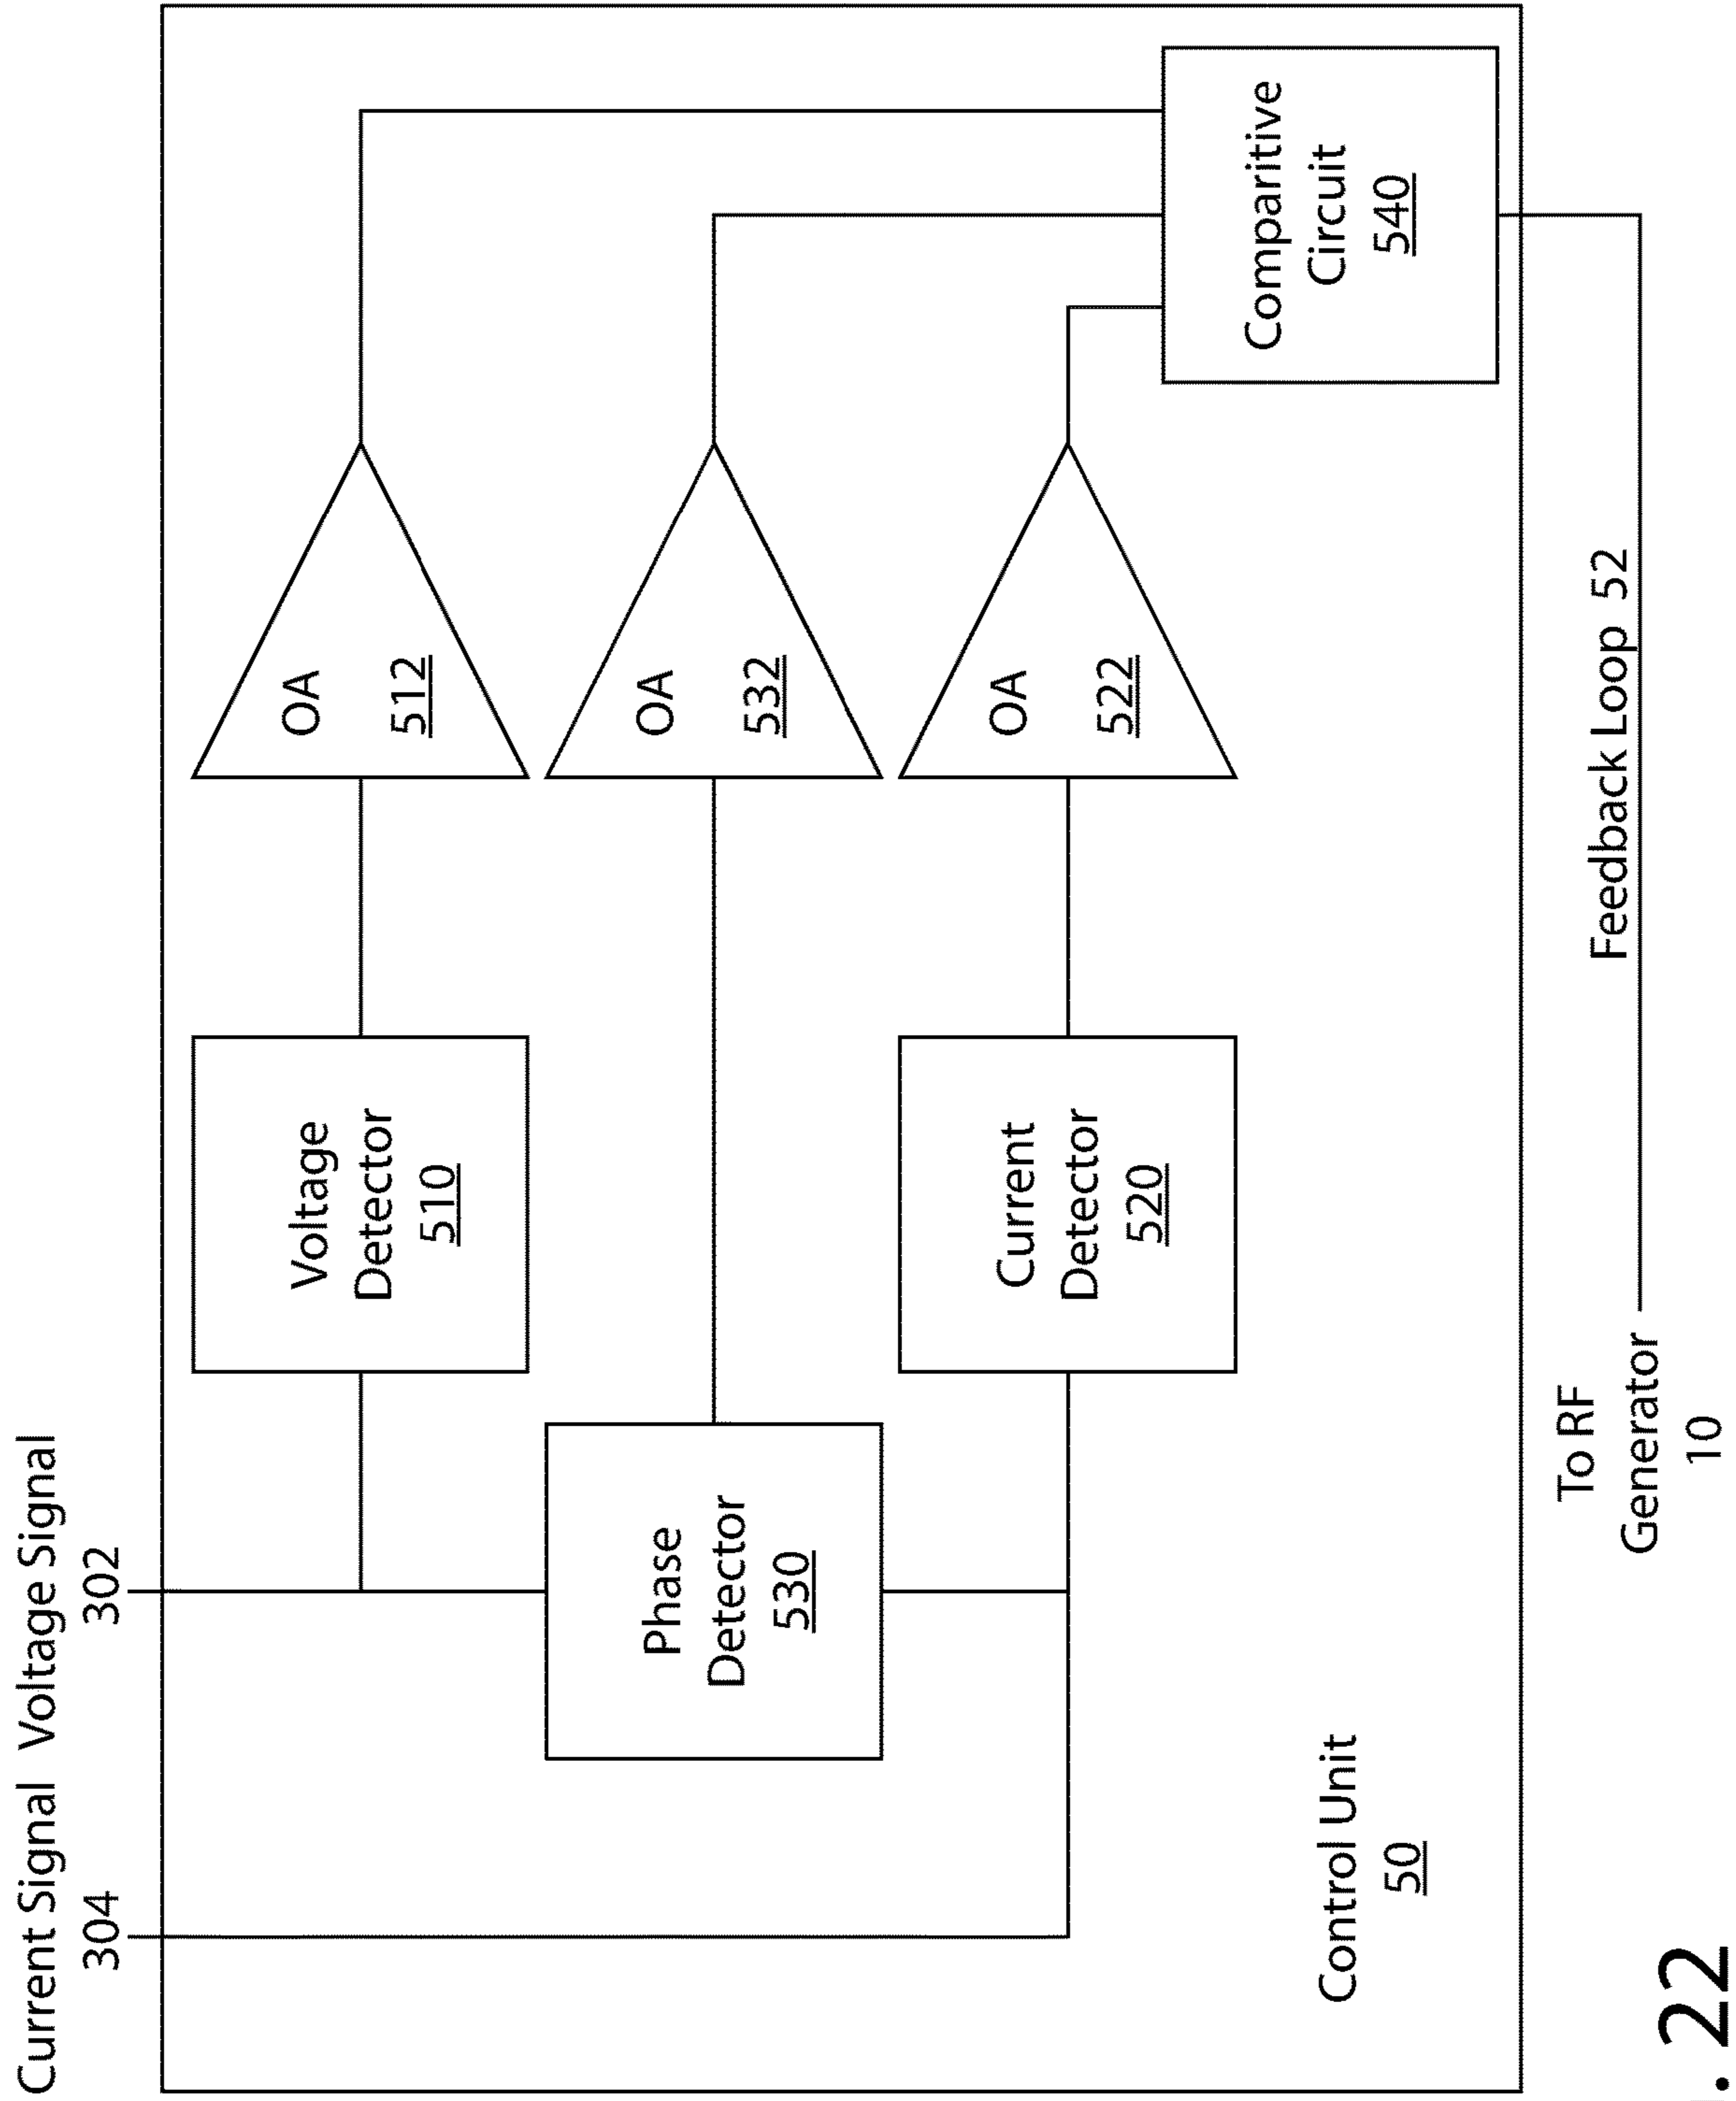 Current Signal
304
Voltage Signal
302
Voltage
Detector
510
OA
512
Phase
Detector
530
OA
532
Current
Detector
520
OA
522
Comparitive
Circuit
540
Control Unit
50
Feedback Loop 52
To RF
Generator
10
. 22